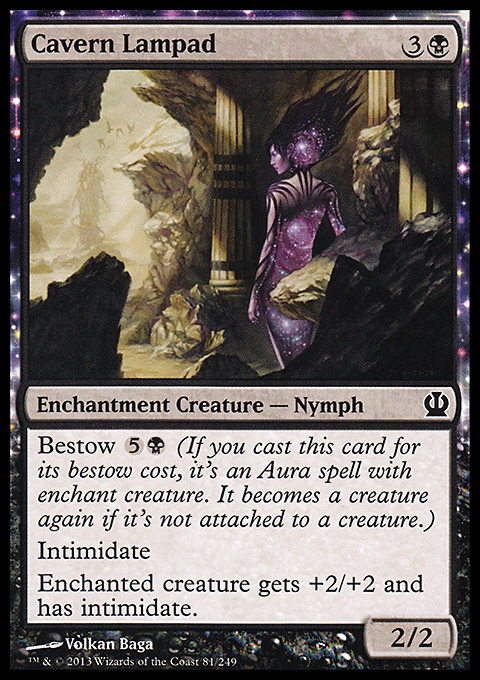 Cavern Lampad 3
Enchantment Creature — Nymph
Bestow 5 (If you cast this card for
its bestow cost, it's an Aura spell with
enchant creature. It becomes a creature
again if it's not attached to a creature.)
Intimidate
Enchanted creature gets +2/+2 and
has intimidate.
Volkan Baga
2/2
™ & © 2013 Wizards of the Coast 81/249